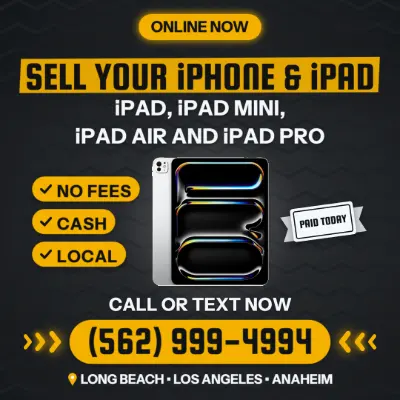 ONLINE NOW
SELL YOUR iPHONE & iPAD
iPAD, iPAD MINI,
iPAD AIR AND iPAD PRO
NO FEES
CASH
LOCAL
PAID TODAY
CALL OR TEXT NOW
(562) 999-4994
LONG BEACH • LOS ANGELES • ANAHEIM